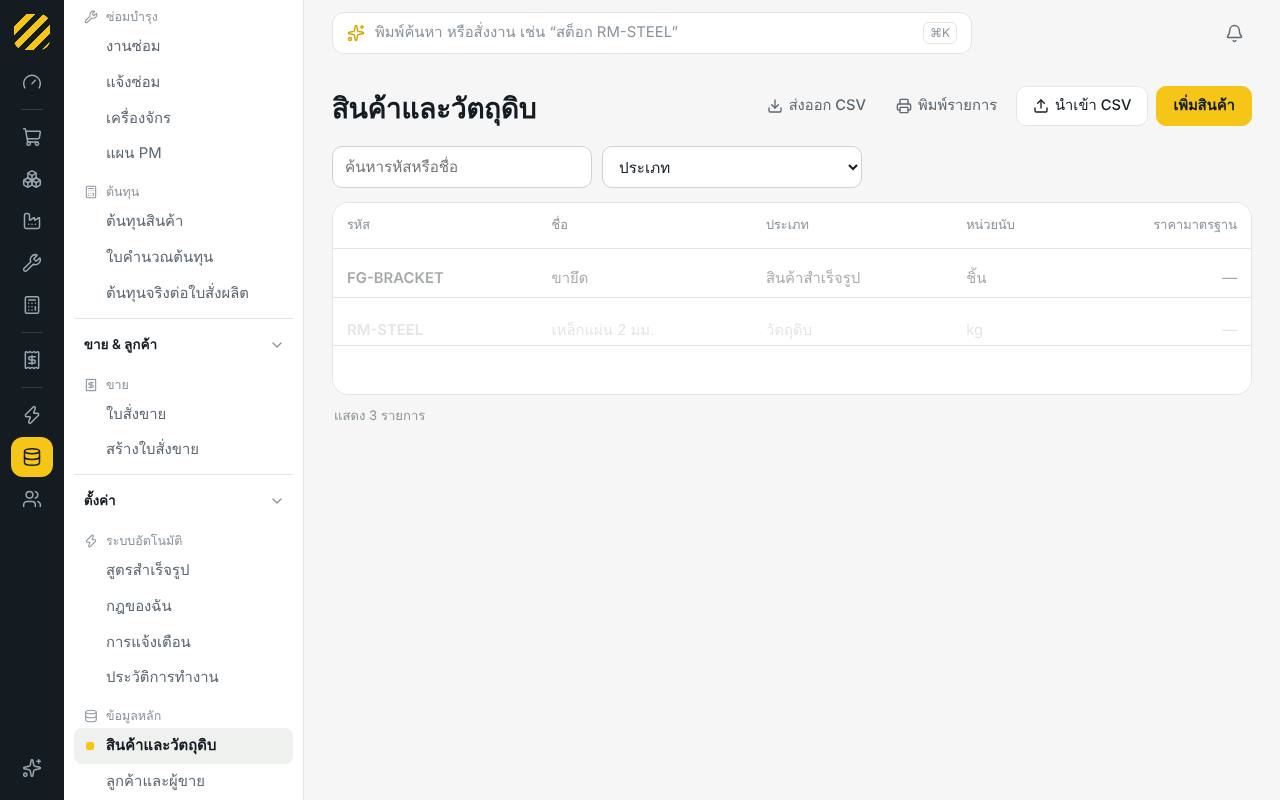 ซ่อมบำรุง
งานซ่อม
แจ้งซ่อม
เครื่องจักร
แผน PM
ต้นทุน
ต้นทุนสินค้า
ใบคำนวณต้นทุน
ต้นทุนจริงต่อใบสั่งผลิต
ขาย & ลูกค้า
ขาย
ใบสั่งขาย
สร้างใบสั่งขาย
ตั้งค่า
ระบบอัตโนมัติ
สูตรสำเร็จรูป
กฎของฉัน
การแจ้งเตือน
ประวัติการทำงาน
ข้อมูลหลัก
สินค้าและวัตถุดิบ
ลูกค้าและผู้ขาย
พิมพ์ค้นหา หรือสั่งงาน เช่น “สต็อก RM-STEEL” ⌘K
สินค้าและวัตถุดิบ
ส่งออก CSV พิมพ์รายการ นำเข้า CSV เพิ่มสินค้า
ค้นหารหัสหรือชื่อ ประเภท
รหัส ชื่อ ประเภท หน่วยนับ ราคามาตรฐาน
FG-BRACKET ขายึด สินค้าสำเร็จรูป ชิ้น —
RM-STEEL เหล็กแผ่น 2 มม. วัตถุดิบ kg —
แสดง 3 รายการ